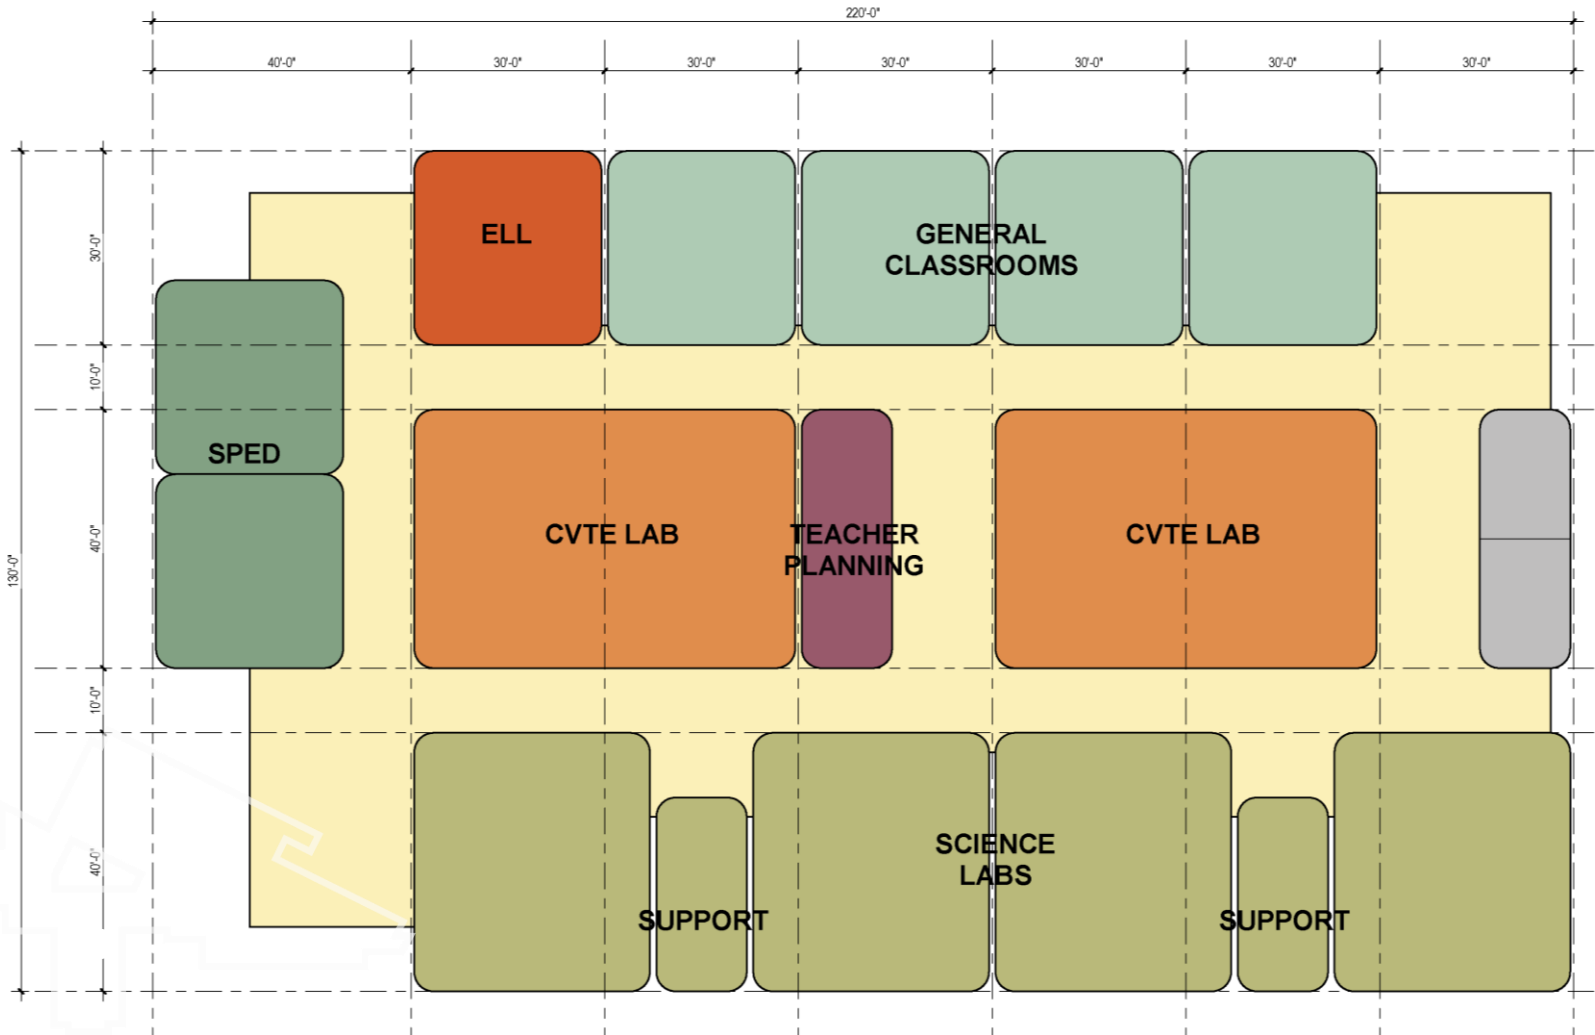 220'-0"
40'-0"
30'-0"
30'-0"
30'-0"
30'-0"
30'-0"
30'-0"
130'-0"
30'-0"
10'-0"
40'-0"
10'-0"
40'-0"
ELL
GENERAL
CLASSROOMS
SPED
CVTE LAB
TEACHER
PLANNING
CVTE LAB
SCIENCE
LABS
SUPPORT
SUPPORT